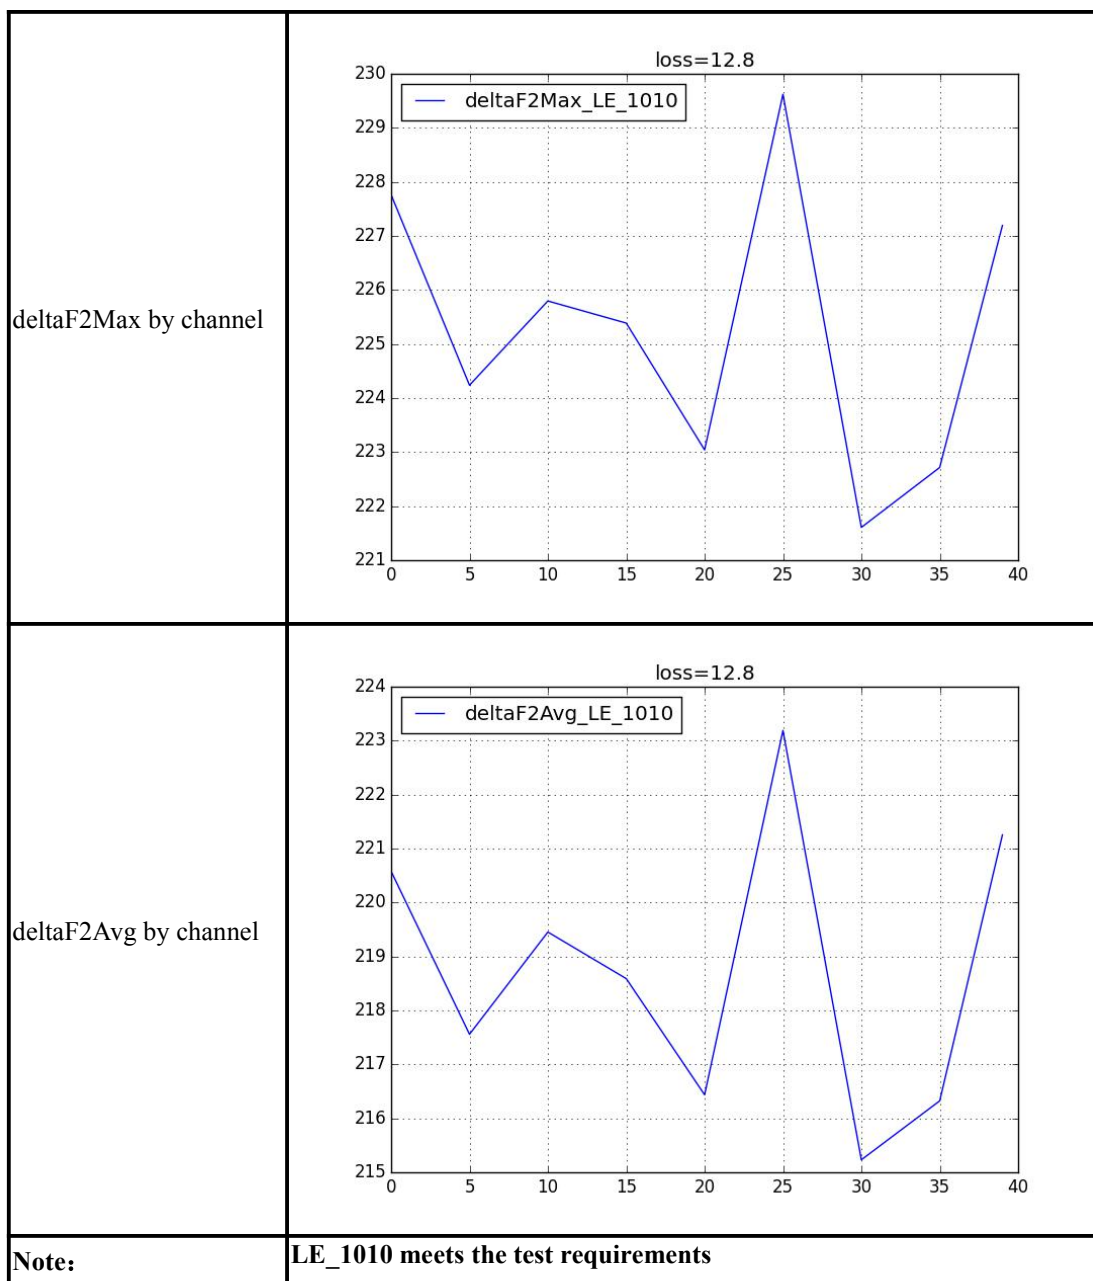 deltaF2Max by channel
loss=12.8
deltaF2Max_LE_1010
230
229
228
227
226
225
224
223
222
221
0 5 10 15 20 25 30 35 40
deltaF2Avg by channel
loss=12.8
deltaF2Avg_LE_1010
224
223
222
221
220
219
218
217
216
215
0 5 10 15 20 25 30 35 40
Note： LE_1010 meets the test requirements